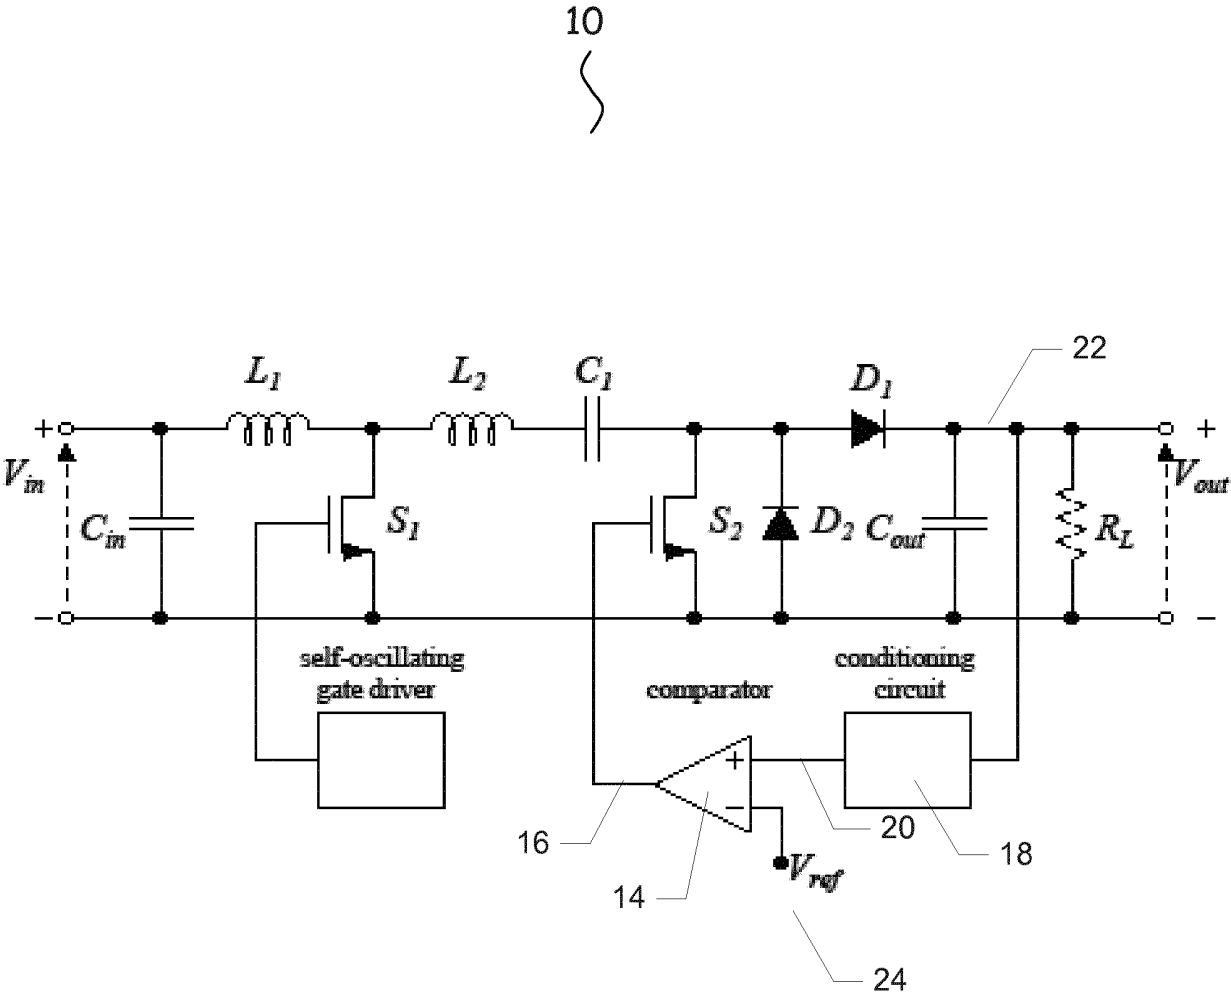 10
22
L1
L2
C1
D1
+
+
Vin
Vout
Cin
S1
S2
D2
Cout
RL
−
−
self-oscillating
gate driver
comparator
conditioning
circuit
+
−
16
20
18
14
Vref
24